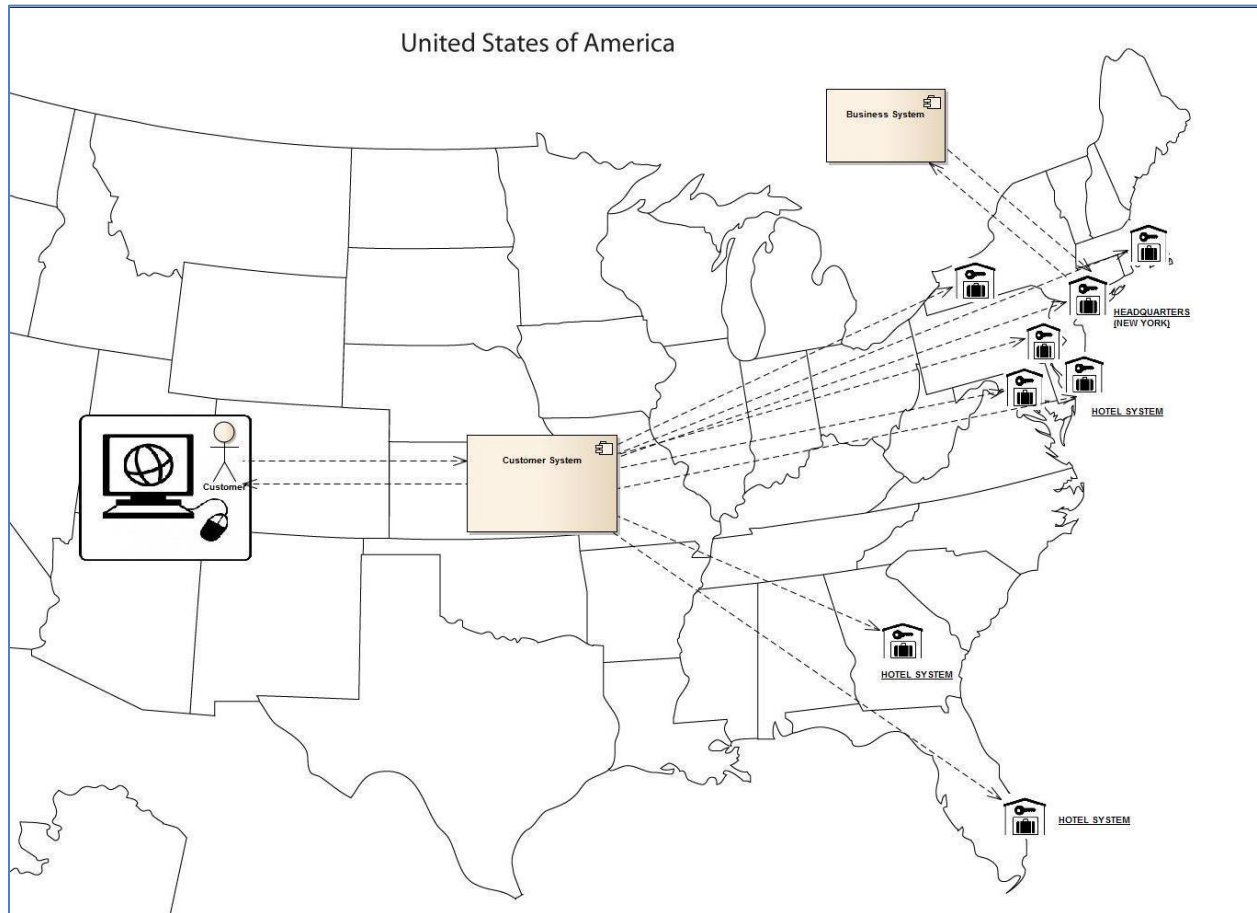 United States of America
Business System
HEADQUARTERS
(NEW YORK)
HOTEL SYSTEM
Customer System
Customer
HOTEL SYSTEM
HOTEL SYSTEM